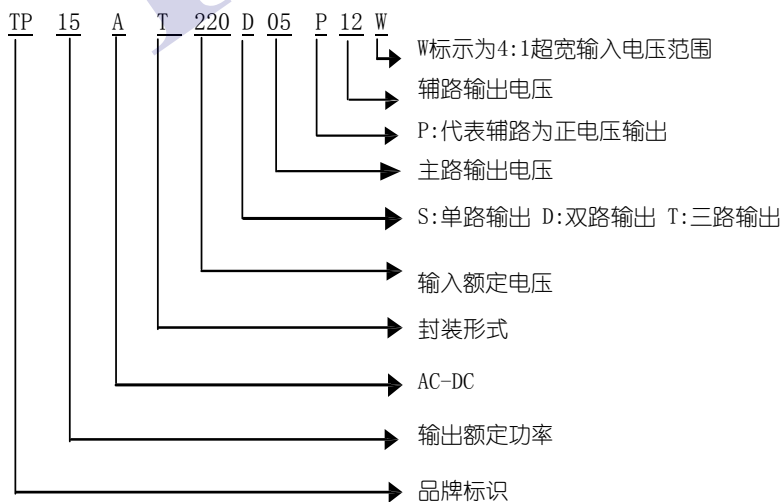 TP 15 A T 220 D 05 P 12 W
W标示为4:1超宽输入电压范围
辅路输出电压
P:代表辅路为正电压输出
主路输出电压
S:单路输出 D:双路输出 T:三路输出
输入额定电压
封装形式
AC-DC
输出额定功率
品牌标识